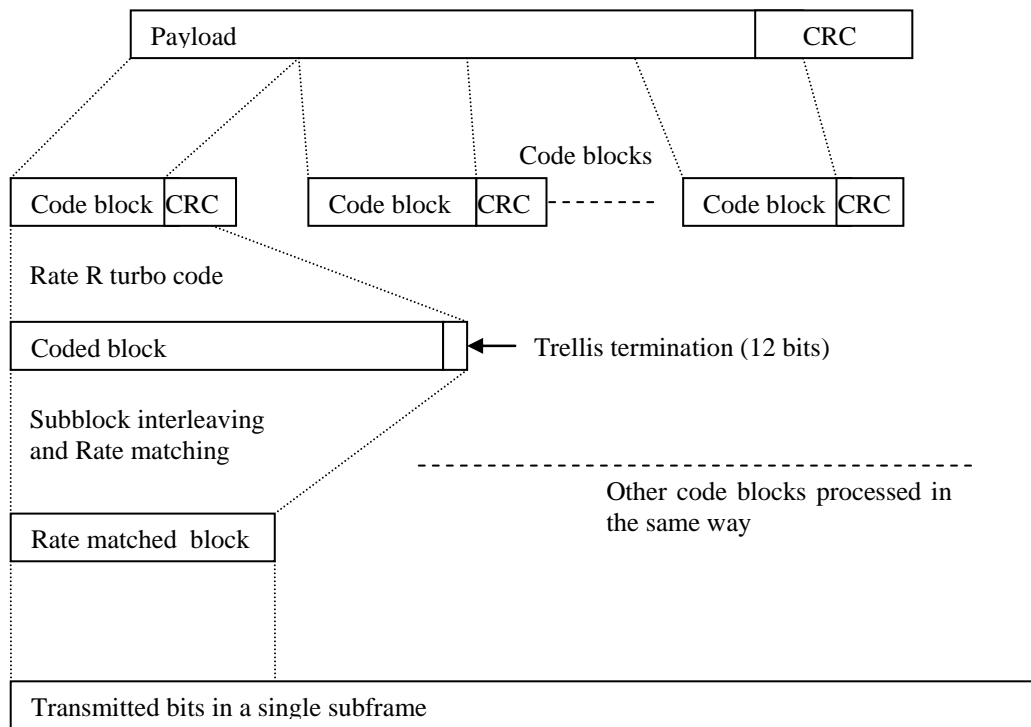 Payload CRC
Code blocks
Code block CRC Code block CRC Code block CRC
Rate R turbo code
Coded block Trellis termination (12 bits)
Subblock interleaving
and Rate matching
Other code blocks processed in
the same way
Rate matched block
Transmitted bits in a single subframe